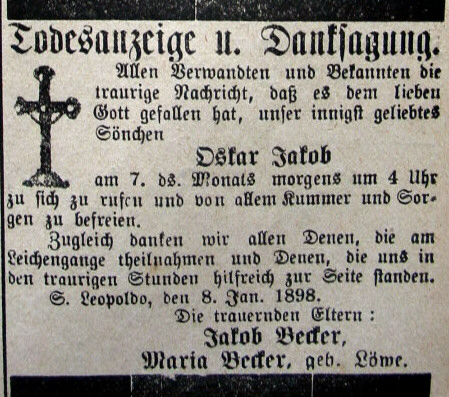 Todesanzeige u. Danksagung.
Allen Verwandten und Bekannten die
traurige Nachricht, daß es dem lieben
Gott gefallen hat, unser innigst geliebtes
Sönchen
Oskar Jakob
am 7. ds. Monats morgens um 4 Uhr
zu sich zu rufen und von allem Kummer und Sor-
gen zu befreien.
Zugleich danken wir allen Denen, die am
Leichengange theilnahmen und Denen, die uns in
den traurigen Stunden hilfreich zur Seite standen.
S. Leopoldo, den 8. Jan. 1898.
Die trauernden Eltern:
Jakob Becker,
Maria Becker, geb. Löwe.